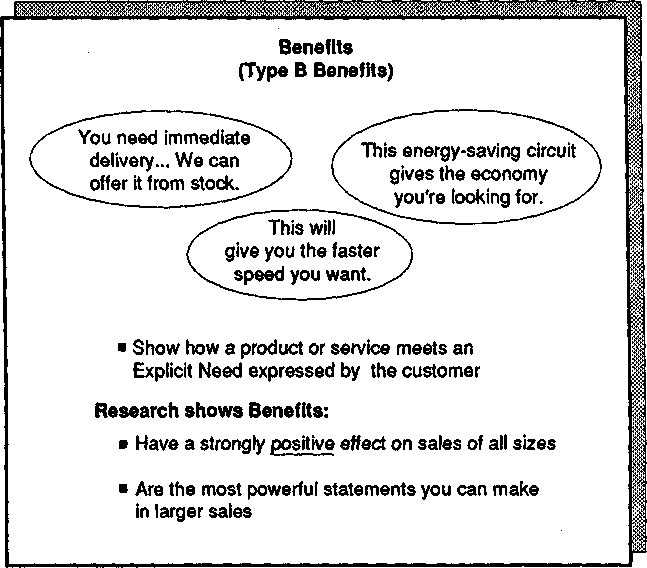 Benefits
(Type B Benefits)
You need immediate
delivery... We can
offer it from stock.
This energy-saving circuit
gives the economy
you're looking for.
This will
give you the faster
speed you want.
▪ Show how a product or service meets an
Explicit Need expressed by the customer
Research shows Benefits:
▪ Have a strongly positive effect on sales of all sizes
▪ Are the most powerful statements you can make
in larger sales